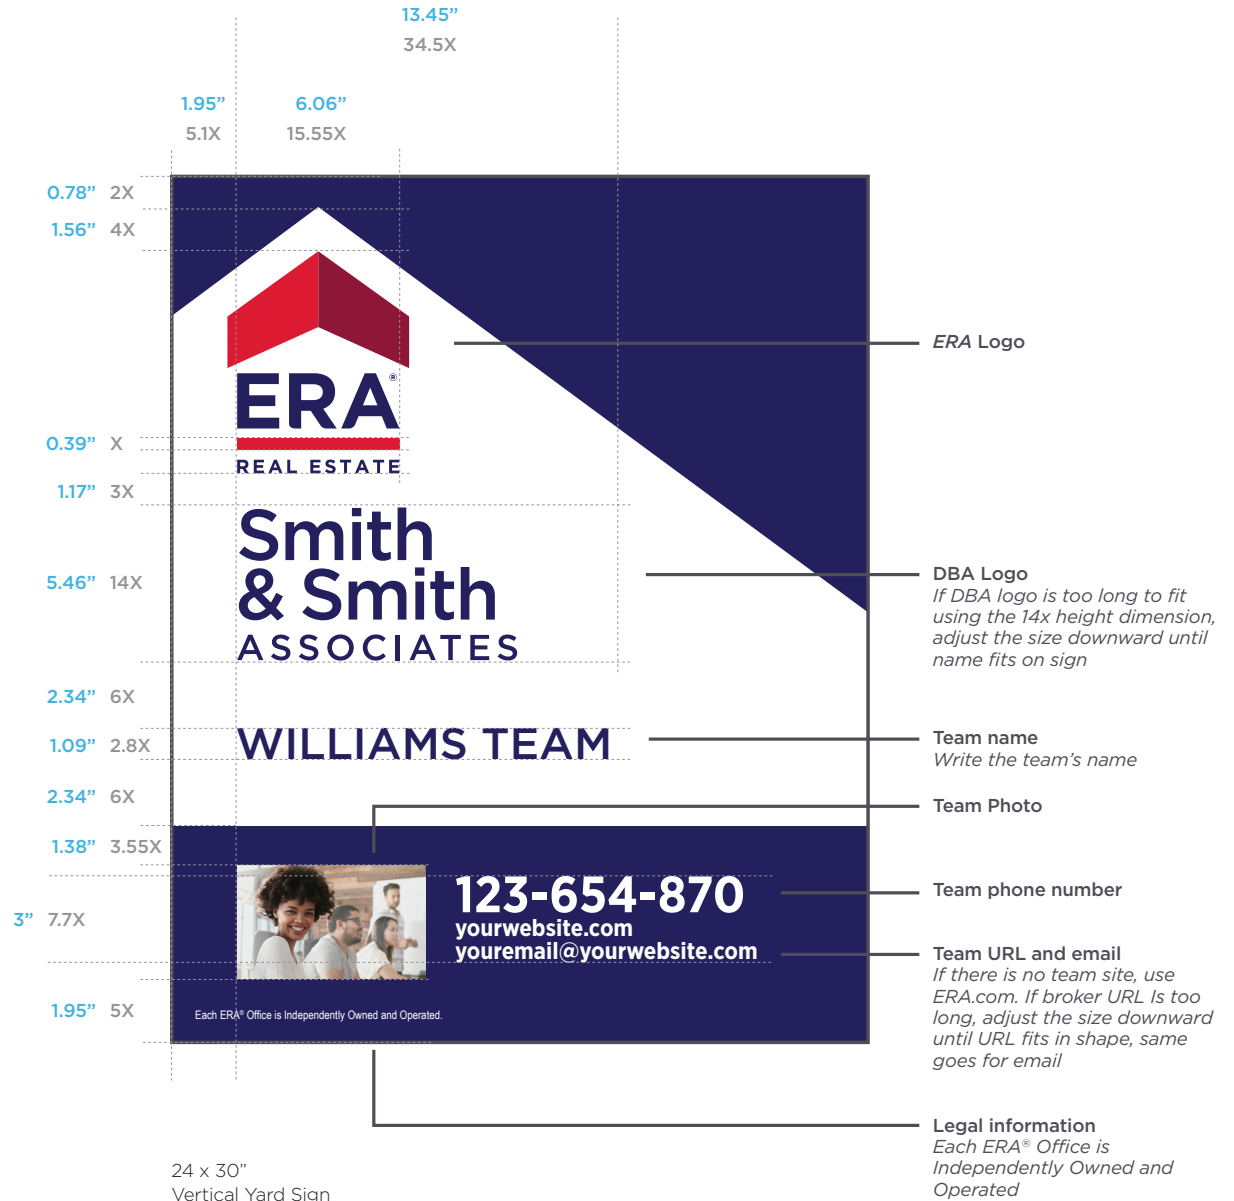 13.45”
34.5X
1.95” 6.06”
5.1X 15.55X
0.78” 2X
1.56” 4X
ERA Logo
ERA®
0.39” X
REAL ESTATE
1.17” 3X
Smith
& Smith
ASSOCIATES
5.46” 14X
DBA Logo
If DBA logo is too long to fit
using the 14x height dimension,
adjust the size downward until
name fits on sign
2.34” 6X
1.09” 2.8X
WILLIAMS TEAM
Team name
Write the team’s name
2.34” 6X
Team Photo
1.38” 3.55X
3” 7.7X
123-654-870
yourwebsite.com
youremail@yourwebsite.com
Team phone number
Team URL and email
If there is no team site, use
ERA.com. If broker URL Is too
long, adjust the size downward
until URL fits in shape, same
goes for email
1.95” 5X
Each ERA® Office is Independently Owned and Operated.
Legal information
Each ERA® Office is
Independently Owned and
Operated
24 x 30”
Vertical Yard Sign